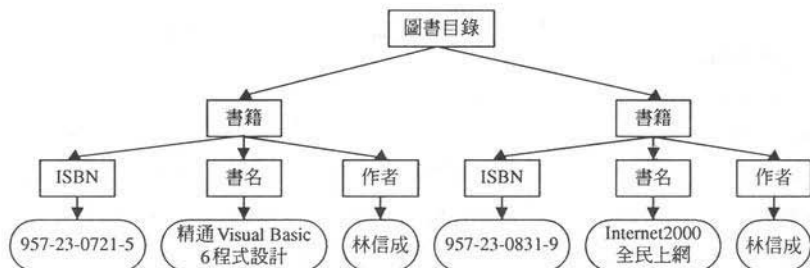 圖書目錄
書籍
書籍
ISBN
書名
作者
ISBN
書名
作者
957-23-0721-5
精通 Visual Basic
6程式設計
林信成
957-23-0831-9
Internet2000
全民上網
林信成